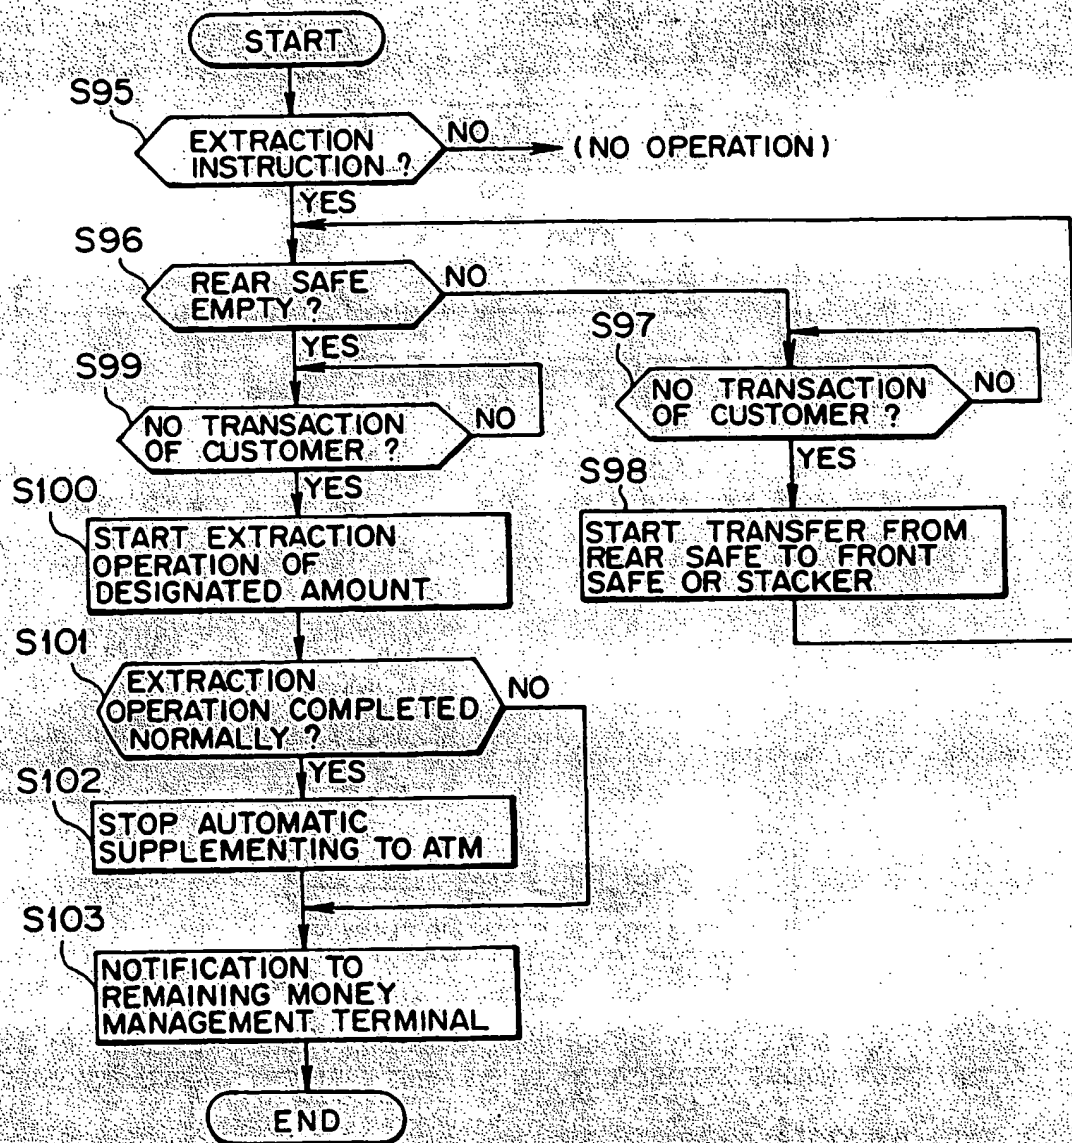 START
S95
EXTRACTION
INSTRUCTION ?
NO
(NO OPERATION)
YES
S96
REAR SAFE
EMPTY ?
NO
YES
S97
NO TRANSACTION
OF CUSTOMER ?
NO
YES
S98
START TRANSFER FROM
REAR SAFE TO FRONT
SAFE OR STACKER
S99
NO TRANSACTION
OF CUSTOMER ?
NO
YES
S100
START EXTRACTION
OPERATION OF
DESIGNATED AMOUNT
S101
EXTRACTION
OPERATION COMPLETED
NORMALLY ?
NO
YES
S102
STOP AUTOMATIC
SUPPLEMENTING TO ATM
S103
NOTIFICATION TO
REMAINING MONEY
MANAGEMENT TERMINAL
END